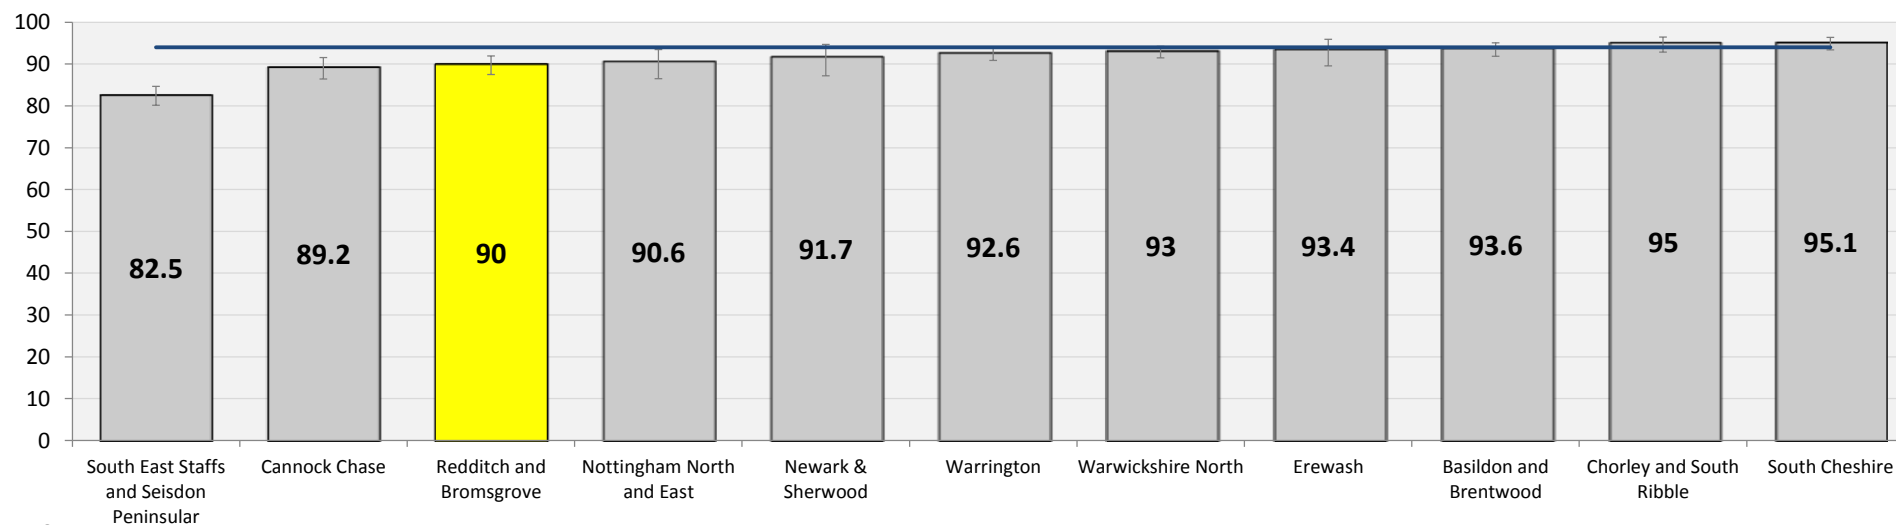 100
90
80
70
60
50
40
30
20
10
0
82.5
89.2
90
90.6
91.7
92.6
93
93.4
93.6
95
95.1
South East Staffs
and Seisdon
Peninsular
Cannock Chase
Redditch and
Bromsgrove
Nottingham North
and East
Newark &
Sherwood
Warrington
Warwickshire North
Erewash
Basildon and
Brentwood
Chorley and South
Ribble
South Cheshire